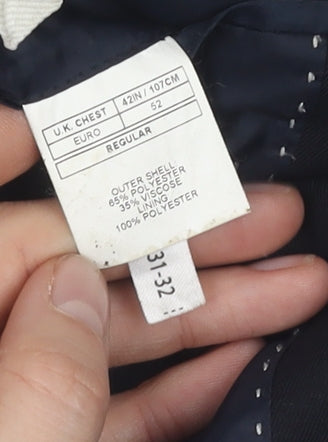 U.K. CHEST 42IN / 107CM
EURO 52
REGULAR
OUTER SHELL
65% POLYESTER
35% VISCOSE
LINING
100% POLYESTER
31-32